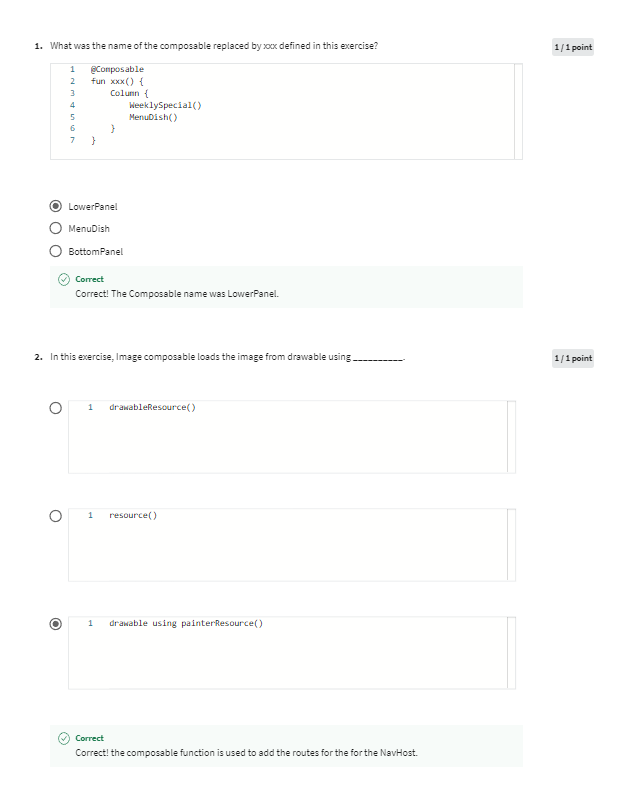 1. What was the name of the composable replaced by xxx defined in this exercise?
1 / 1 point
1 @Composable
2 fun xxx() {
3 Column {
4 WeeklySpecial()
5 MenuDish()
6 }
7 }
LowerPanel
MenuDish
BottomPanel
Correct
Correct! The Composable name was LowerPanel.
2. In this exercise, Image composable loads the image from drawable using __________.
1 / 1 point
1 drawableResource()
1 resource()
1 drawable using painterResource()
Correct
Correct! the composable function is used to add the routes for the for the NavHost.